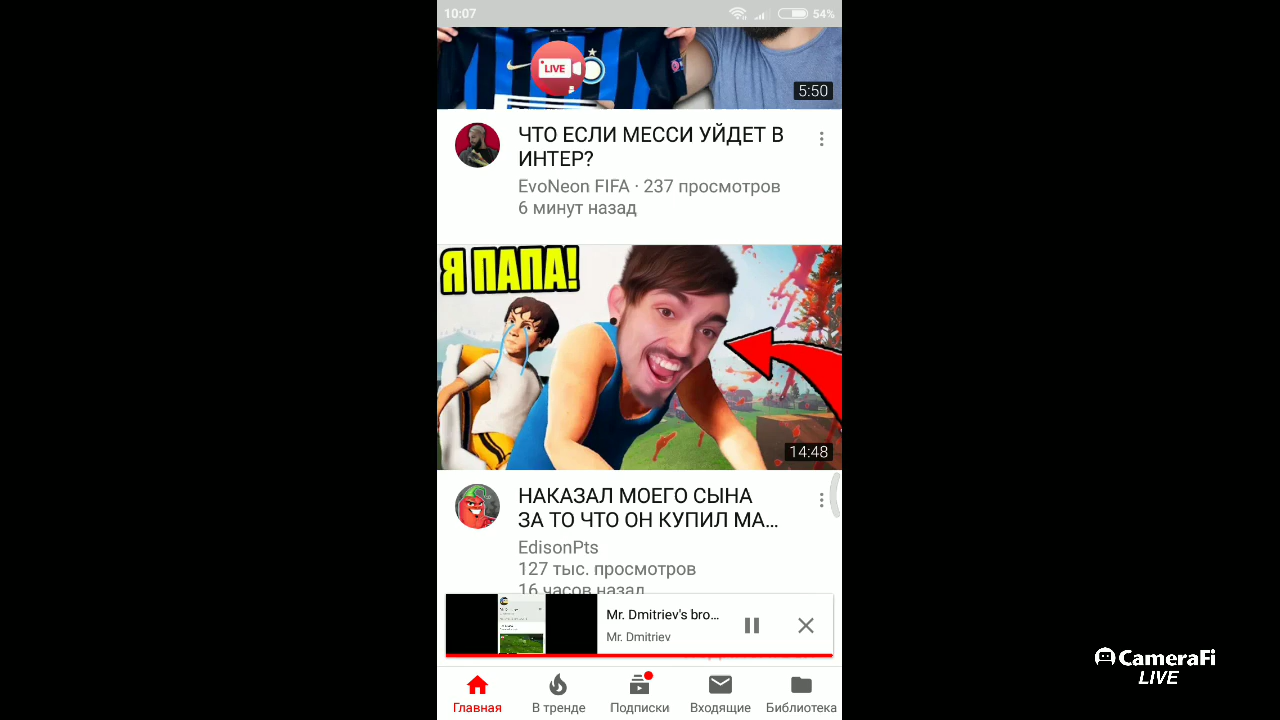 10:07
54%
LIVE
5:50
ЧТО ЕСЛИ МЕССИ УЙДЕТ В
ИНТЕР?
EvoNeon FIFA · 237 просмотров
6 минут назад
Я ПАПА!
14:48
НАКАЗАЛ МОЕГО СЫНА
ЗА ТО ЧТО ОН КУПИЛ МА...
EdisonPts
127 тыс. просмотров
16 часов назад
Mr. Dmitriev's bro...
Mr. Dmitriev
CameraFi
LIVE
Главная
В тренде
Подписки
Входящие
Библиотека